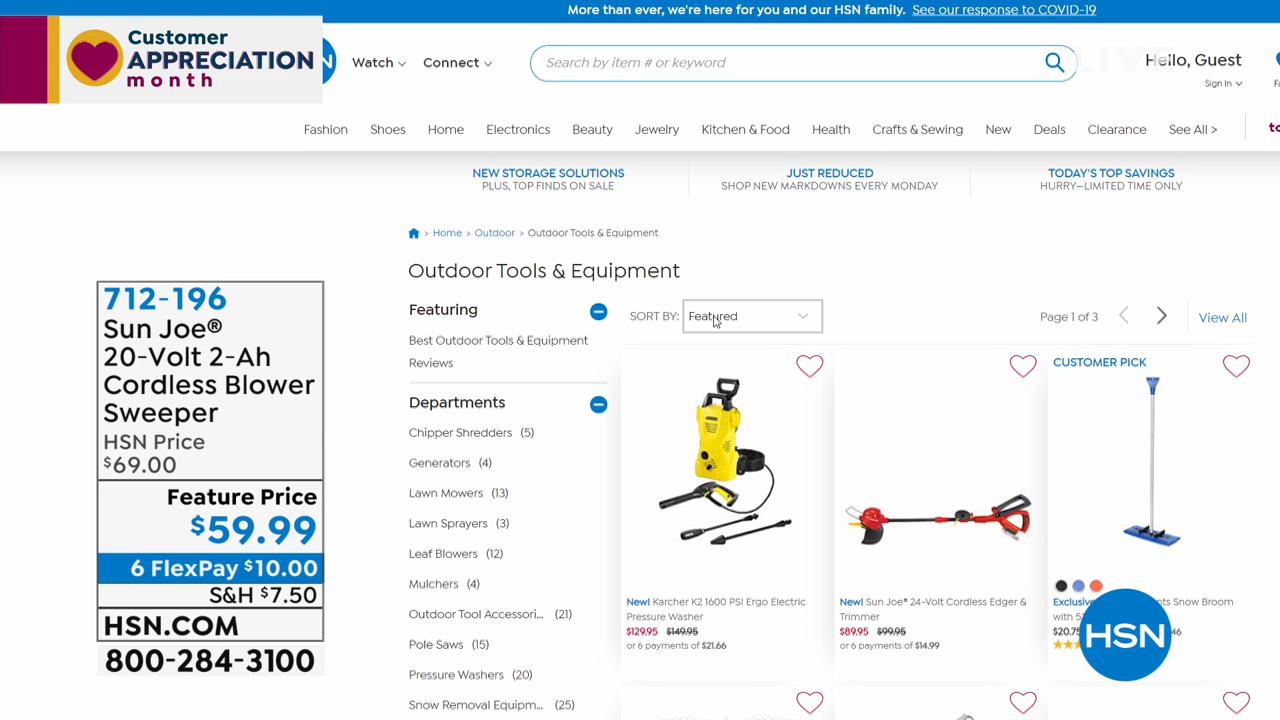 More than ever, we're here for you and our HSN family. See our response to COVID-19
Customer
APPRECIATION
month
Watch
Connect
Search by item # or keyword
LIVE
Hello, Guest
Sign In
Fashion
Shoes
Home
Electronics
Beauty
Jewelry
Kitchen & Food
Health
Crafts & Sewing
New
Deals
Clearance
See All >
NEW STORAGE SOLUTIONS
PLUS, TOP FINDS ON SALE
JUST REDUCED
SHOP NEW MARKDOWNS EVERY MONDAY
TODAY'S TOP SAVINGS
HURRY—LIMITED TIME ONLY
> Home > Outdoor > Outdoor Tools & Equipment
Outdoor Tools & Equipment
712-196
Sun Joe®
20-Volt 2-Ah
Cordless Blower
Sweeper
HSN Price
$69.00
Feature Price
$59.99
6 FlexPay $10.00
S&H $7.50
HSN.COM
800-284-3100
Featuring
Best Outdoor Tools & Equipment
Reviews
Departments
Chipper Shredders (5)
Generators (4)
Lawn Mowers (13)
Lawn Sprayers (3)
Leaf Blowers (12)
Mulchers (4)
Outdoor Tool Accessori... (21)
Pole Saws (15)
Pressure Washers (20)
Snow Removal Equipm... (25)
SORT BY: Featured
Page 1 of 3
View All
New! Karcher K2 1600 PSI Ergo Electric
Pressure Washer
$129.95 $149.95
or 6 payments of $21.66
New! Sun Joe® 24-Volt Cordless Edger &
Trimmer
$89.95 $99.95
or 6 payments of $14.99
CUSTOMER PICK
Exclusive
Snow Broom
with
HSN